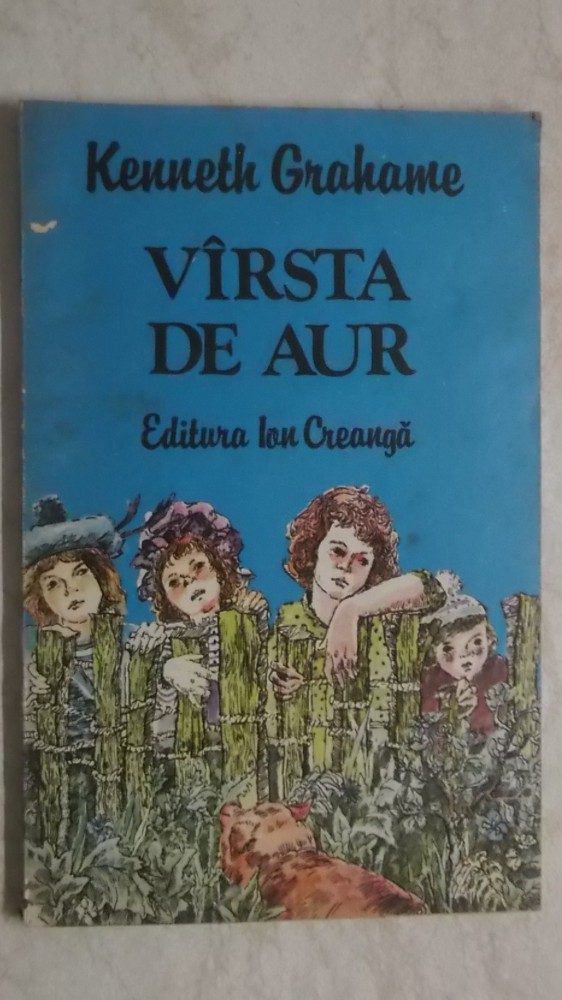 Kenneth Grahame
VÎRSTA
DE AUR
Editura Ion Creangă